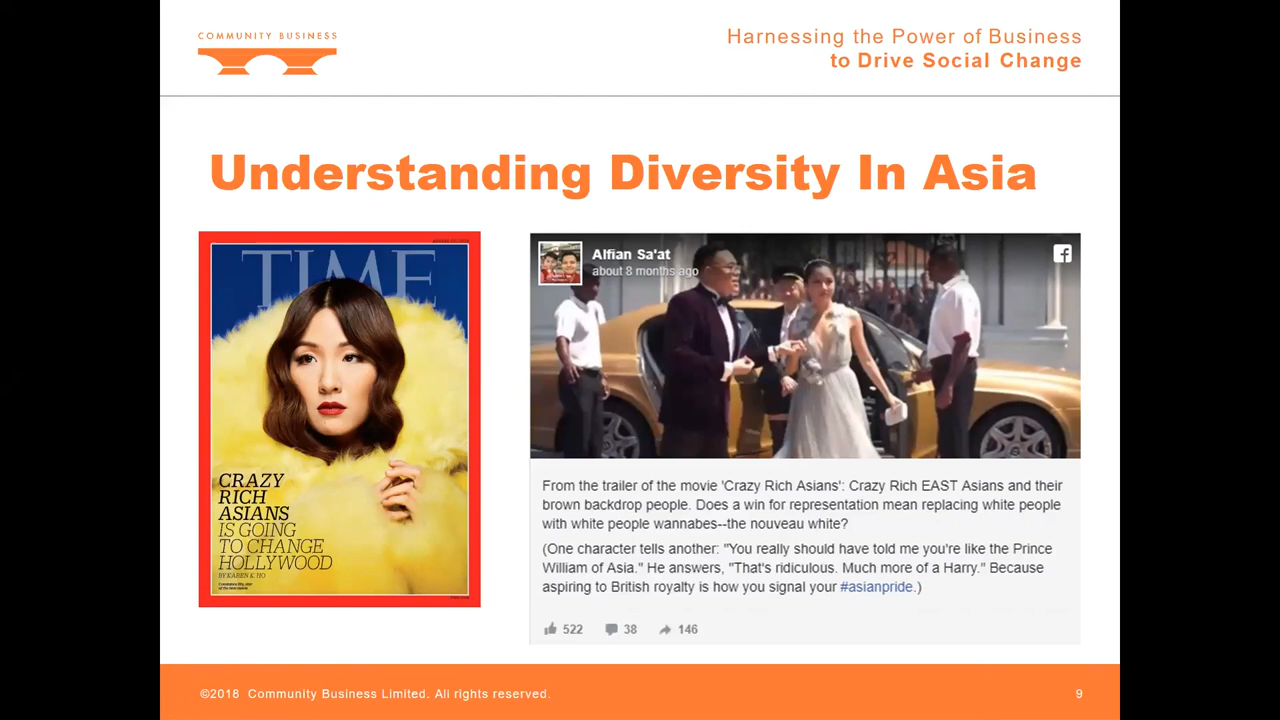 COMMUNITY BUSINESS
Harnessing the Power of Business
to Drive Social Change
Understanding Diversity In Asia
TIME
CRAZY
RICH
ASIANS
IS GOING
TO CHANGE
HOLLYWOOD
BY KAREN K. HO
Alfian Sa'at
about 8 months ago
From the trailer of the movie 'Crazy Rich Asians': Crazy Rich EAST Asians and their
brown backdrop people. Does a win for representation mean replacing white people
with white people wannabes--the nouveau white?
(One character tells another: "You really should have told me you're like the Prince
William of Asia." He answers, "That's ridiculous. Much more of a Harry." Because
aspiring to British royalty is how you signal your #asianpride.)
522 38 146
©2018 Community Business Limited. All rights reserved.
9